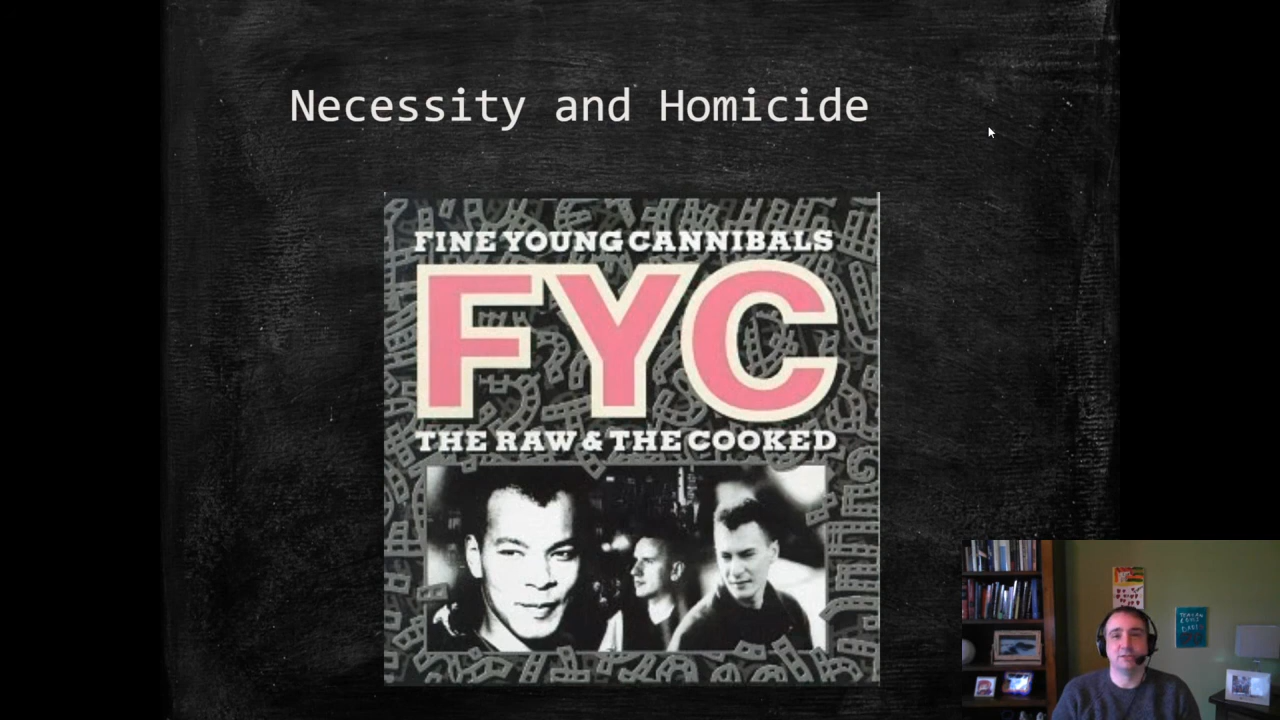 Necessity and Homicide
FINE YOUNG CANNIBALS
FYC
THE RAW & THE COOKED